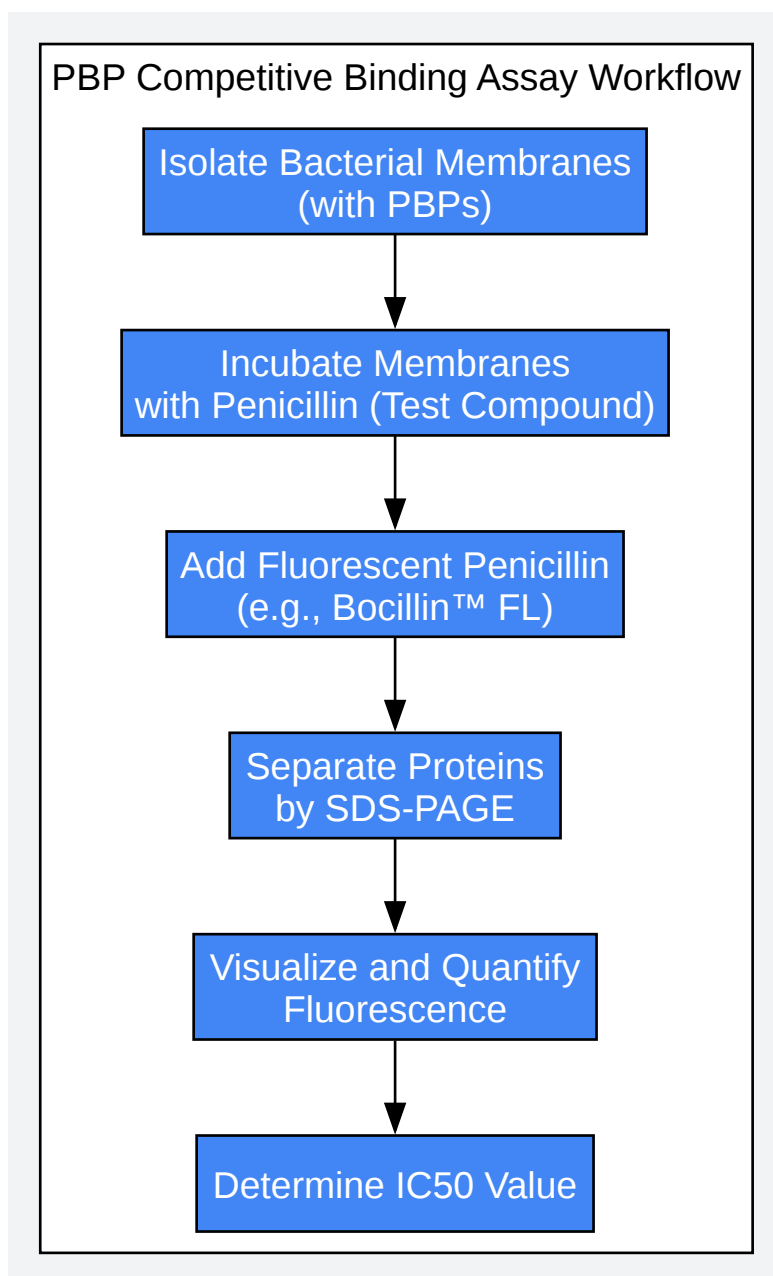 PBP Competitive Binding Assay Workflow
Isolate Bacterial Membranes
(with PBPs)
Incubate Membranes
with Penicillin (Test Compound)
Add Fluorescent Penicillin
(e.g., Bocillin™ FL)
Separate Proteins
by SDS-PAGE
Visualize and Quantify
Fluorescence
Determine IC50 Value